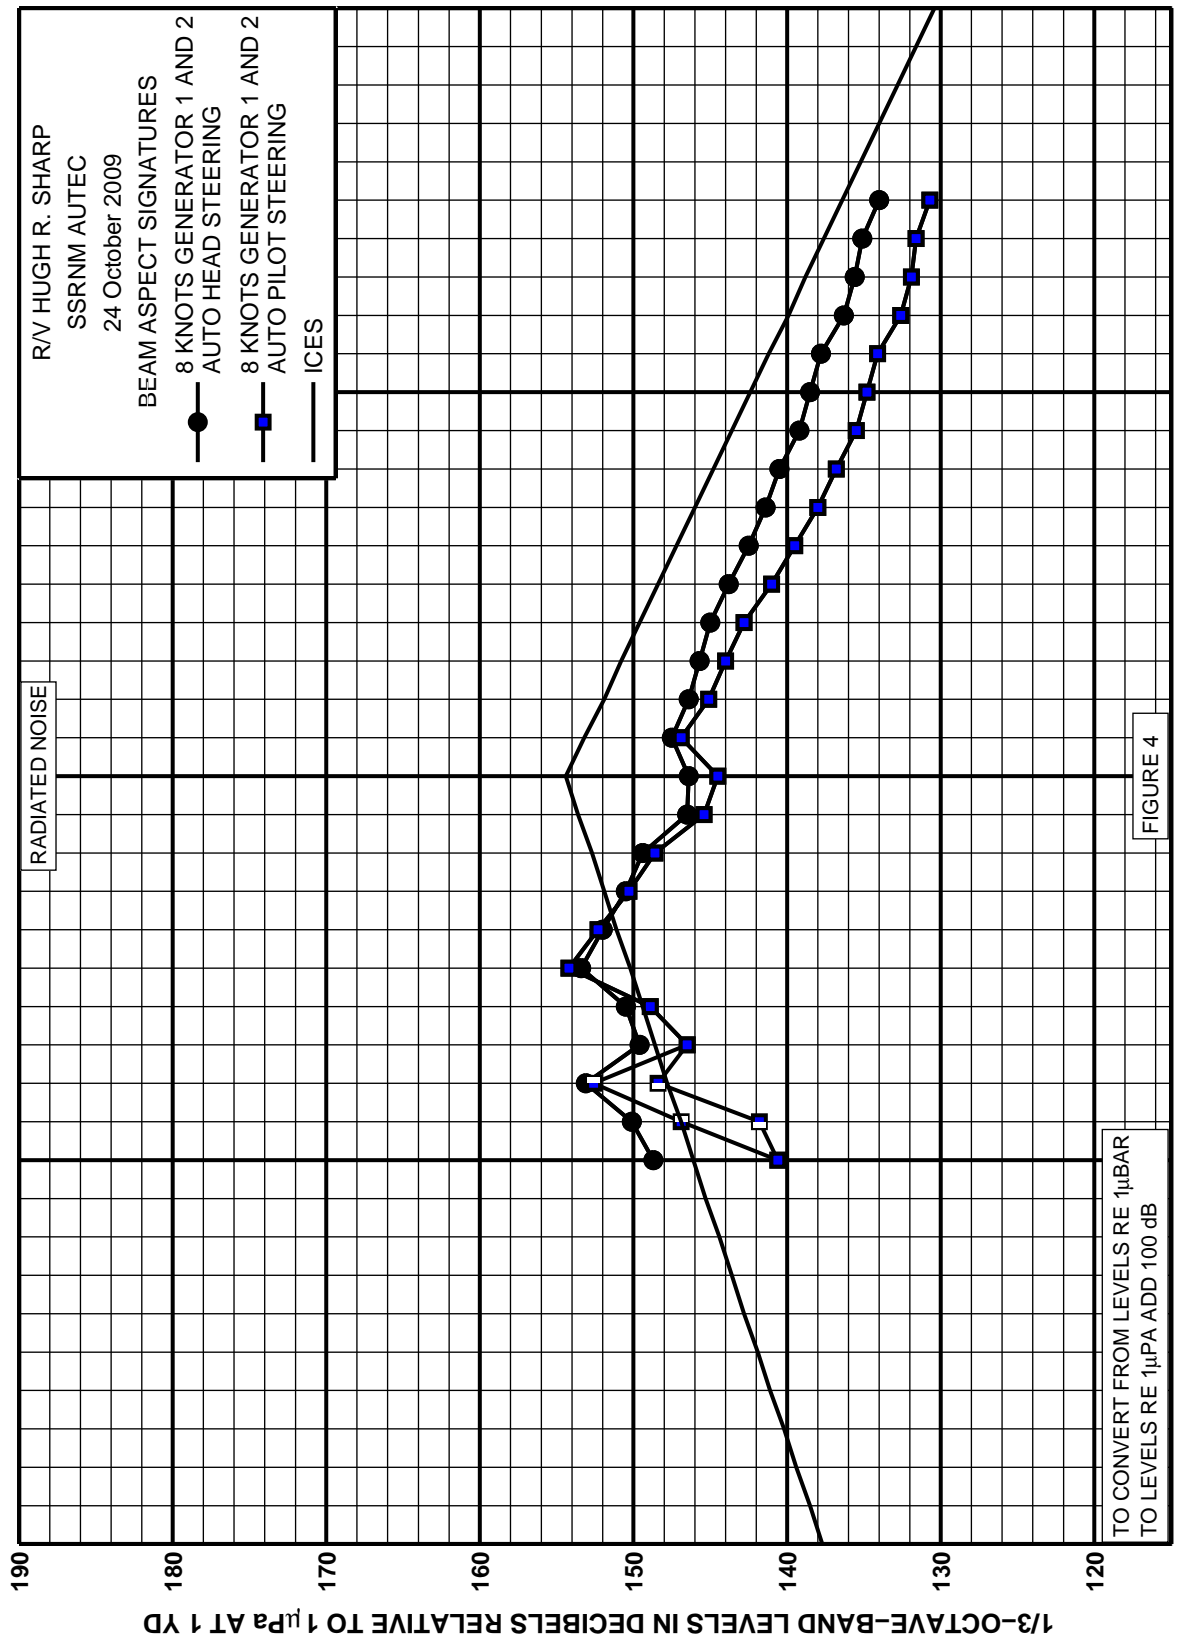 R/V HUGH R. SHARP
SSRNM AUTEC
24 October 2009
BEAM ASPECT SIGNATURES
8 KNOTS GENERATOR 1 AND 2
AUTO HEAD STEERING
8 KNOTS GENERATOR 1 AND 2
AUTO PILOT STEERING
ICES
RADIATED NOISE
190
180
170
160
150
140
130
120
1/3-OCTAVE-BAND LEVELS IN DECIBELS RELATIVE TO 1 µPa AT 1 YD
TO CONVERT FROM LEVELS RE 1µBAR
TO LEVELS RE 1µPA ADD 100 dB
FIGURE 4